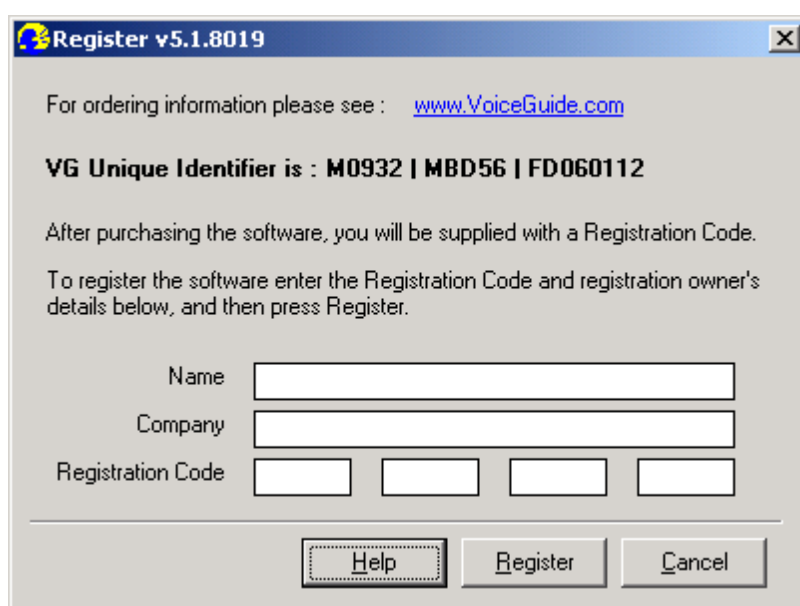 Register v5.1.8019
For ordering information please see : www.VoiceGuide.com
VG Unique Identifier is : M0932 | MBD56 | FD060112
After purchasing the software, you will be supplied with a Registration Code.
To register the software enter the Registration Code and registration owner's
details below, and then press Register.
Name
Company
Registration Code
Help Register Cancel